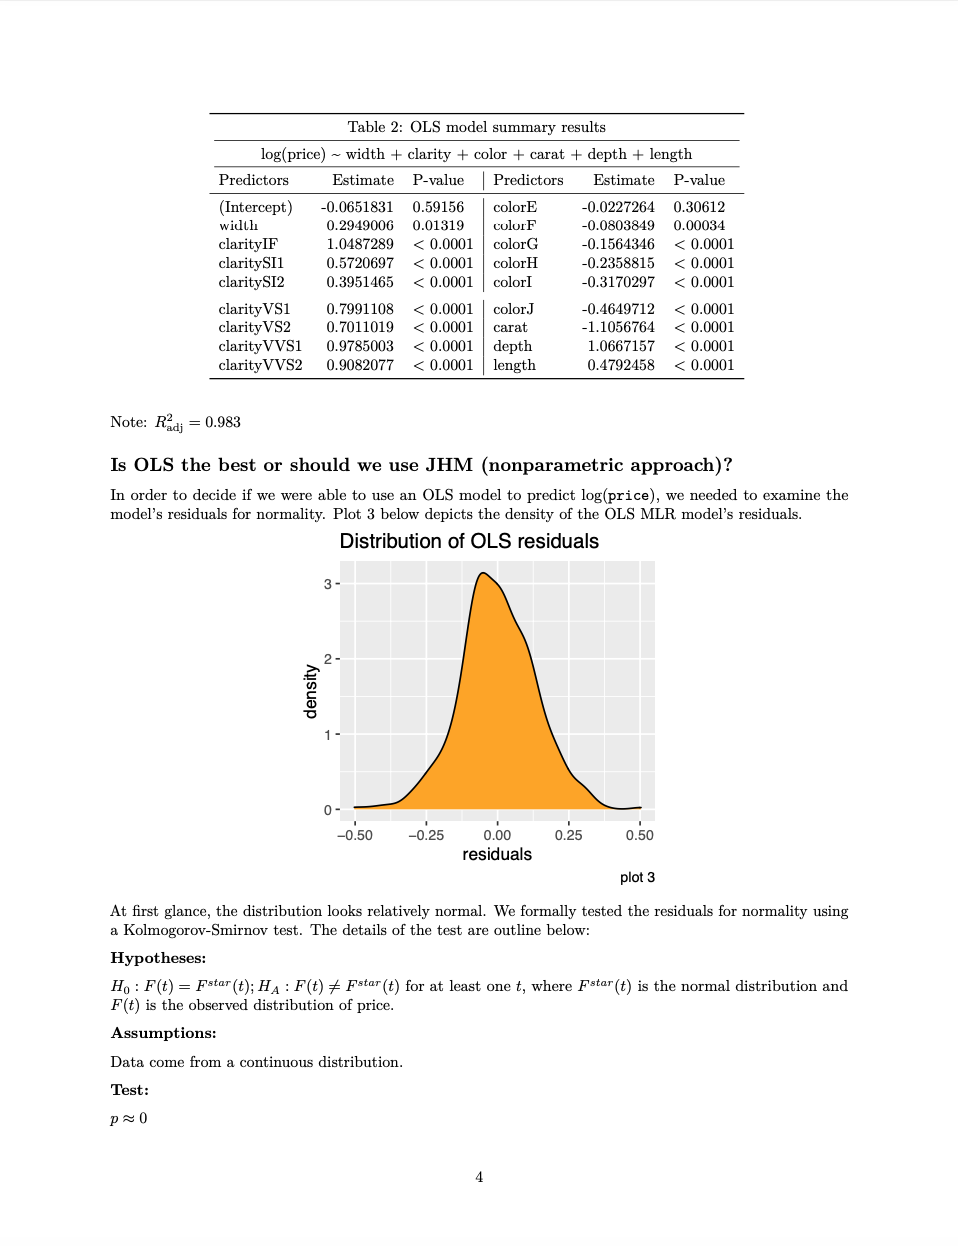 Table 2: OLS model summary results
log(price) ~ width + clarity + color + carat + depth + length
Predictors Estimate P-value Predictors Estimate P-value
(Intercept) -0.0651831 0.59156 colorE -0.0227264 0.30612
width 0.2949006 0.01319 colorF -0.0803849 0.00034
clarityIF 1.0487289 < 0.0001 colorG -0.1564346 < 0.0001
claritySI1 0.5720697 < 0.0001 colorH -0.2358815 < 0.0001
claritySI2 0.3951465 < 0.0001 colorI -0.3170297 < 0.0001
clarityVS1 0.7991108 < 0.0001 colorJ -0.4649712 < 0.0001
clarityVS2 0.7011019 < 0.0001 carat -1.1056764 < 0.0001
clarityVVS1 0.9785003 < 0.0001 depth 1.0667157 < 0.0001
clarityVVS2 0.9082077 < 0.0001 length 0.4792458 < 0.0001
Note: R²adj = 0.983
Is OLS the best or should we use JHM (nonparametric approach)?
In order to decide if we were able to use an OLS model to predict log(price), we needed to examine the
model's residuals for normality. Plot 3 below depicts the density of the OLS MLR model's residuals.
Distribution of OLS residuals
3
2
1
0
density
−0.50 −0.25 0.00 0.25 0.50
residuals
plot 3
At first glance, the distribution looks relatively normal. We formally tested the residuals for normality using
a Kolmogorov-Smirnov test. The details of the test are outline below:
Hypotheses:
H0 : F(t) = F^star(t); HA : F(t) ≠ F^star(t) for at least one t, where F^star(t) is the normal distribution and
F(t) is the observed distribution of price.
Assumptions:
Data come from a continuous distribution.
Test:
p ≈ 0
4